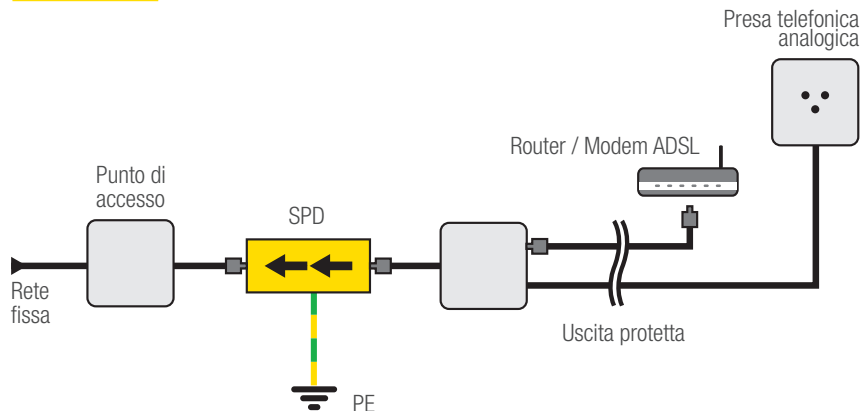 Presa telefonica
analogica
Router / Modem ADSL
Punto di
accesso
SPD
Rete
fissa
Uscita protetta
PE